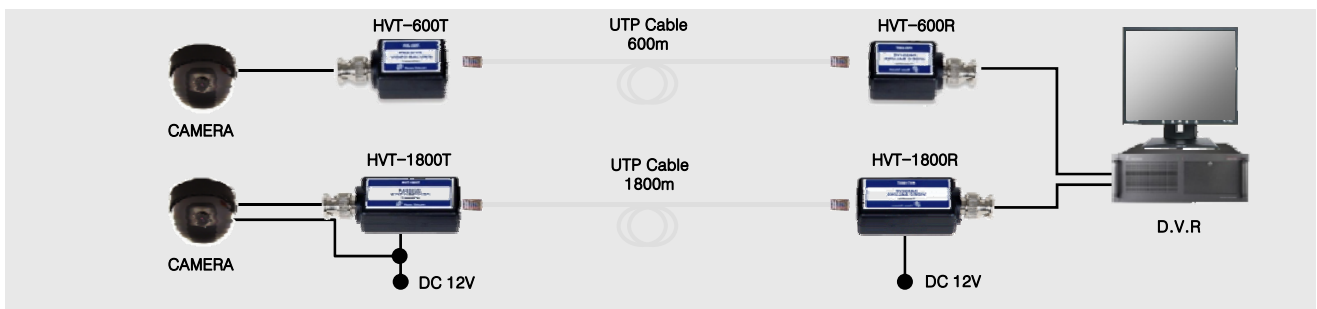 HVT-600T
UTP Cable
600m
HVT-600R
CAMERA
HVT-1800T
UTP Cable
1800m
HVT-1800R
CAMERA
DC 12V
DC 12V
D.V.R